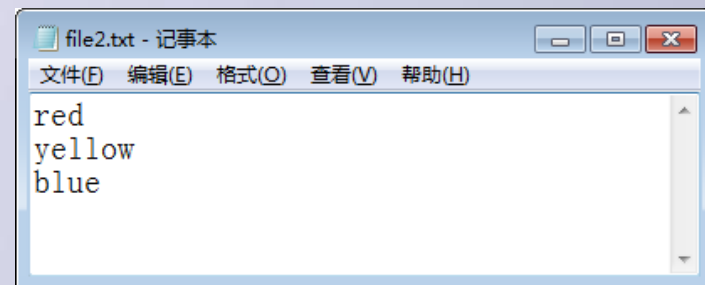 file2.txt - 记事本
文件(F) 编辑(E) 格式(O) 查看(V) 帮助(H)
red
yellow
blue